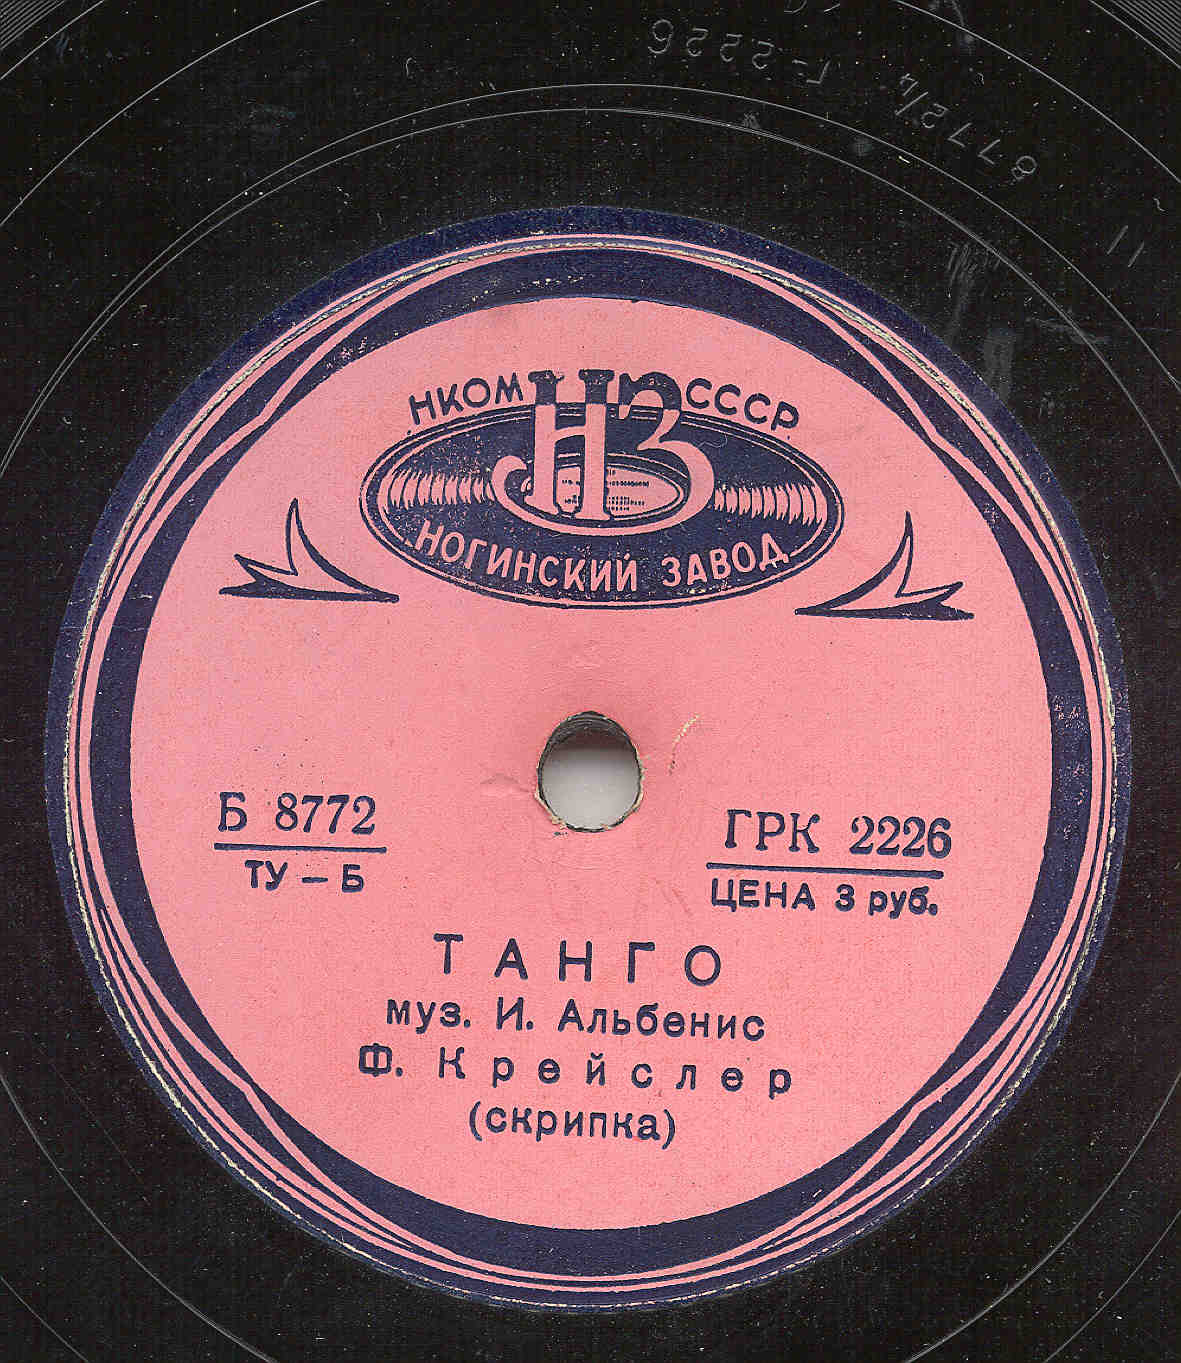 НКОМ НЗ СССР
НОГИНСКИЙ ЗАВОД
Б 8772
ТУ – Б
ГРК 2226
ЦЕНА 3 руб.
ТАНГО
муз. И. Альбенис
Ф. Крейслер
(скрипка)